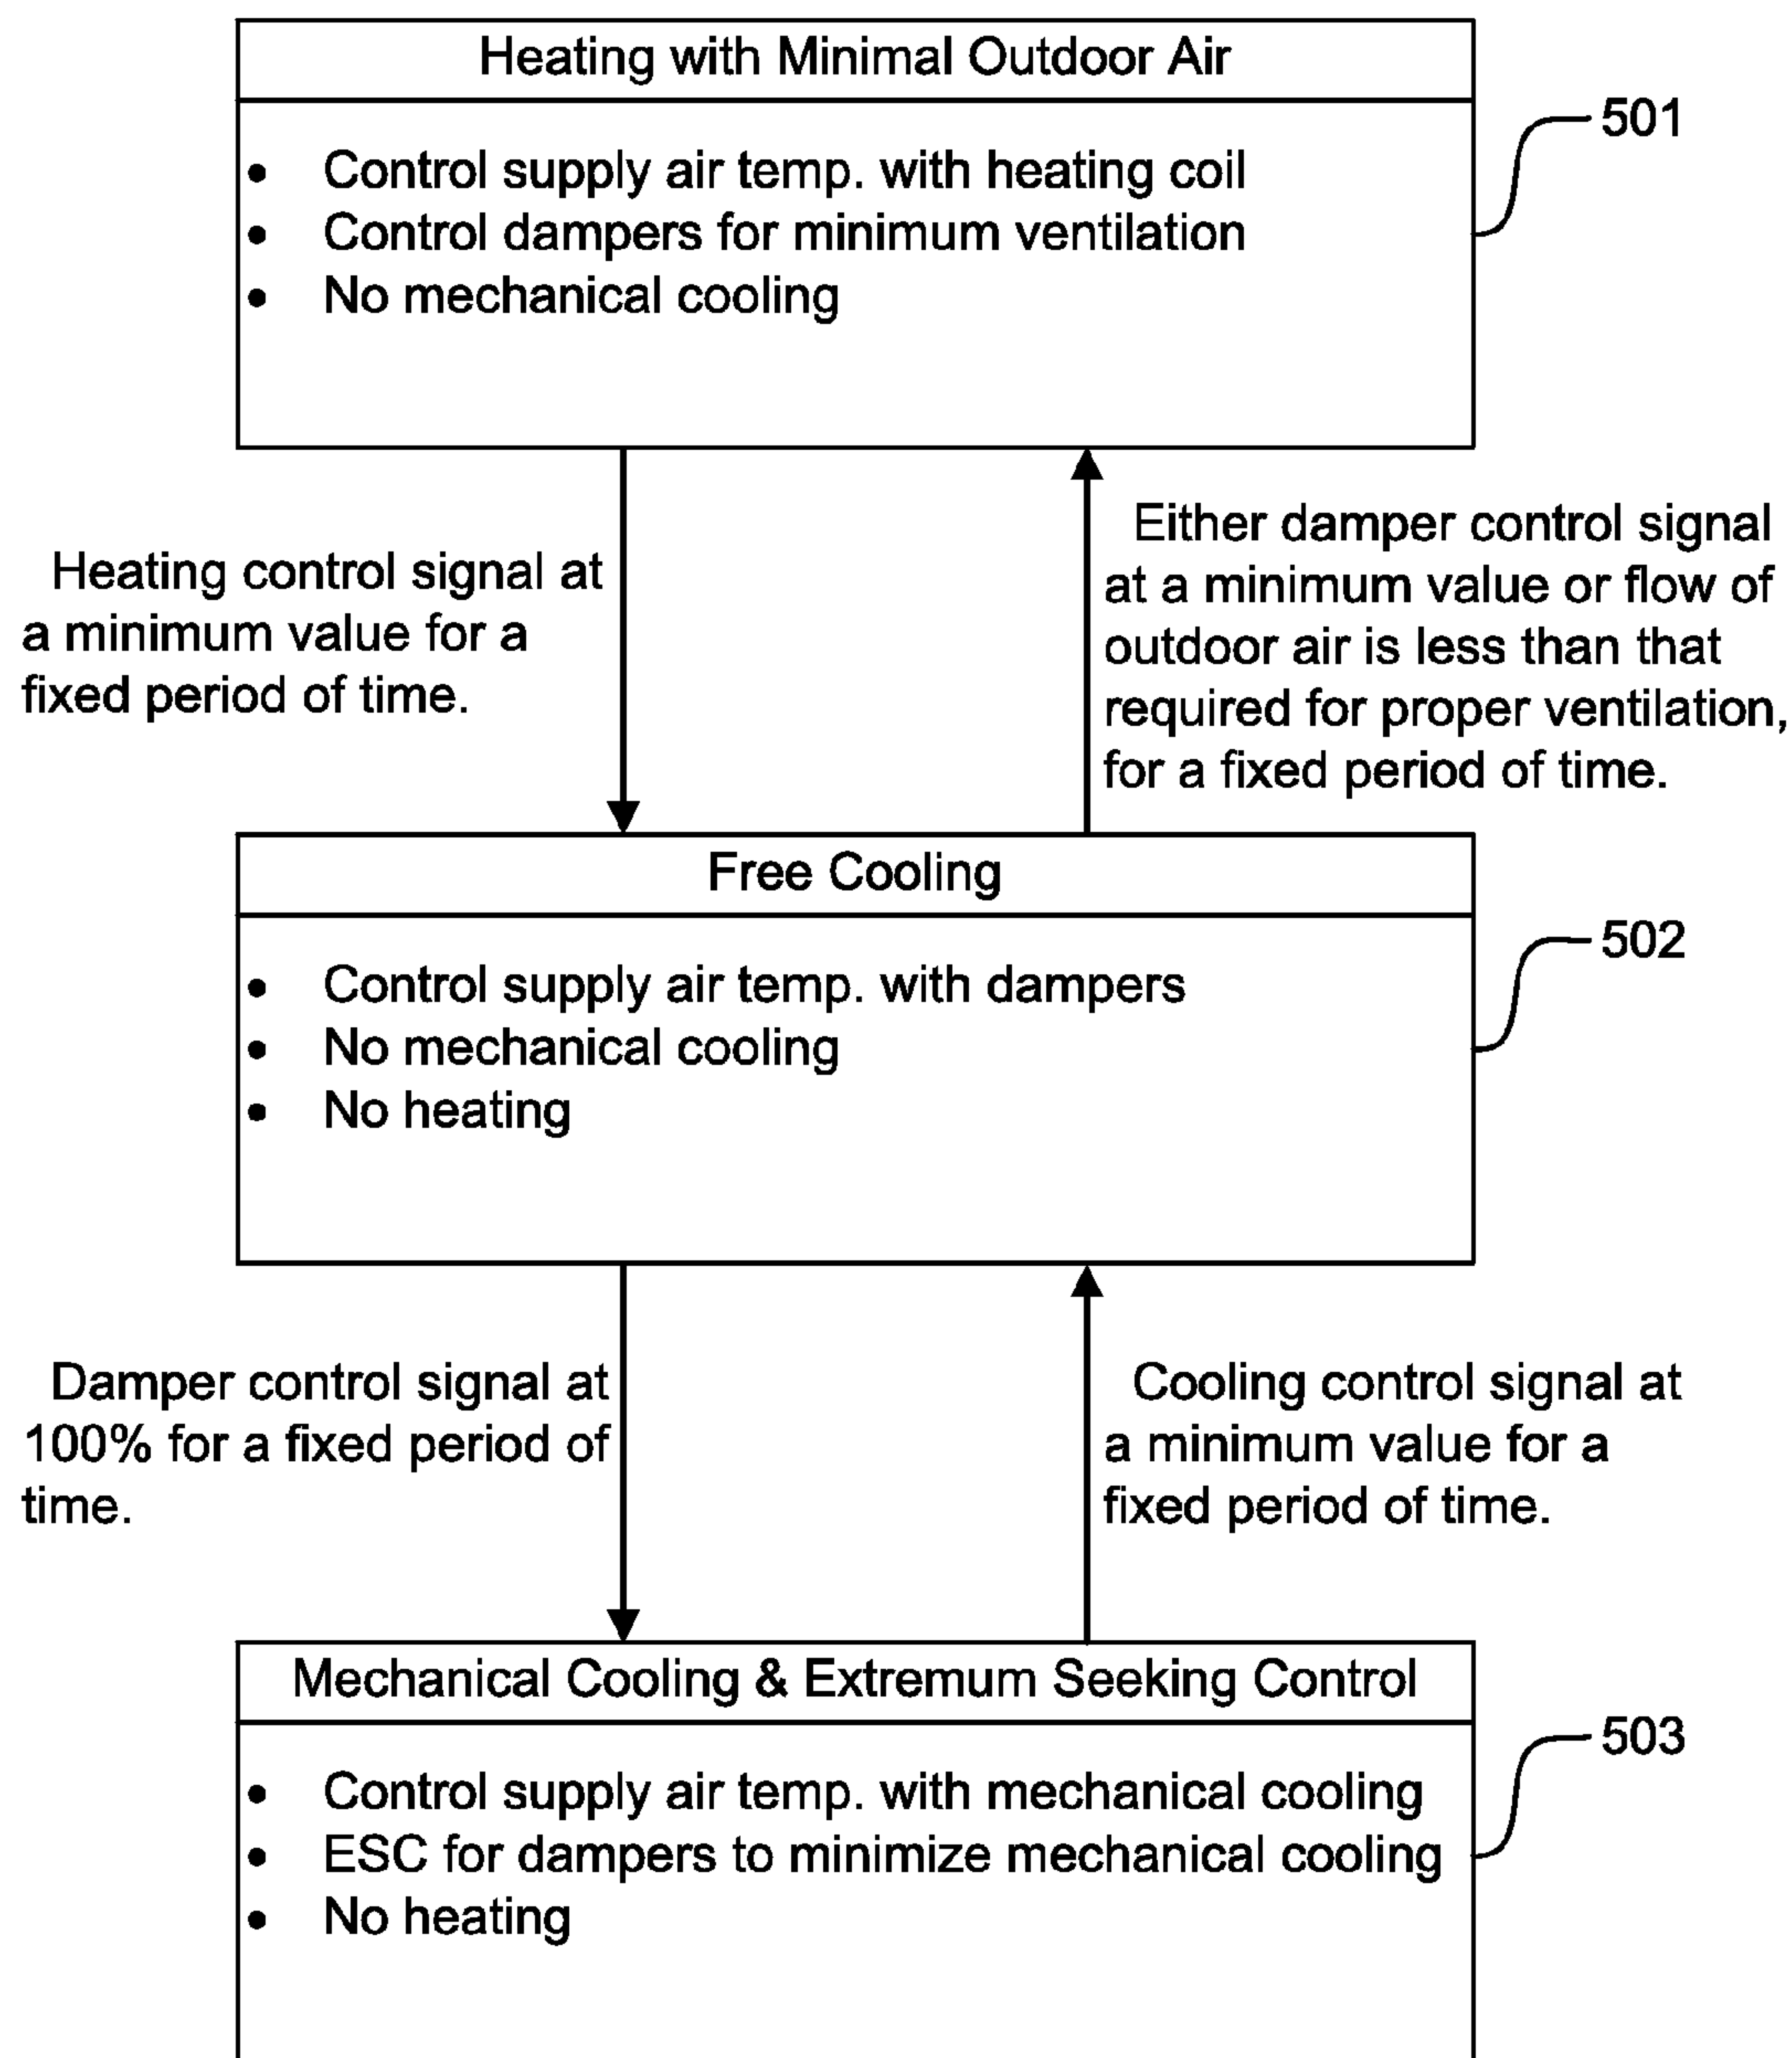 Heating with Minimal Outdoor Air
501
• Control supply air temp. with heating coil
• Control dampers for minimum ventilation
• No mechanical cooling
Heating control signal at
a minimum value for a
fixed period of time.
Either damper control signal
at a minimum value or flow of
outdoor air is less than that
required for proper ventilation,
for a fixed period of time.
Free Cooling
502
• Control supply air temp. with dampers
• No mechanical cooling
• No heating
Damper control signal at
100% for a fixed period of
time.
Cooling control signal at
a minimum value for a
fixed period of time.
Mechanical Cooling & Extremum Seeking Control
503
• Control supply air temp. with mechanical cooling
• ESC for dampers to minimize mechanical cooling
• No heating